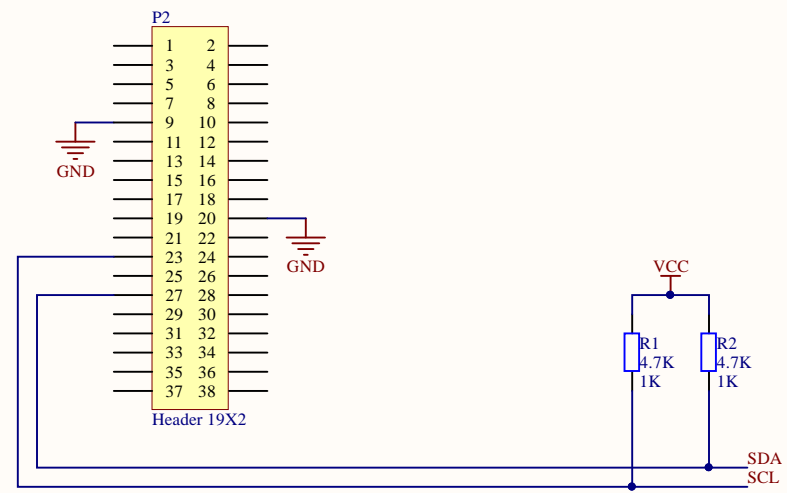 P2
1 2
3 4
5 6
7 8
9 10
11 12
GND
13 14
15 16
17 18
19 20
21 22
23 24
GND
VCC
25 26
27 28
29 30
31 32
R1 R2
33 34
4.7K 4.7K
35 36
1K 1K
37 38
Header 19X2
SDA
SCL